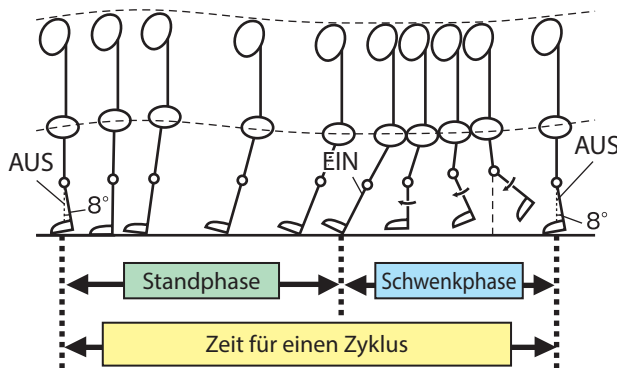 AUS
8°
EIN
AUS
8°
Standphase
Schwenkphase
Zeit für einen Zyklus